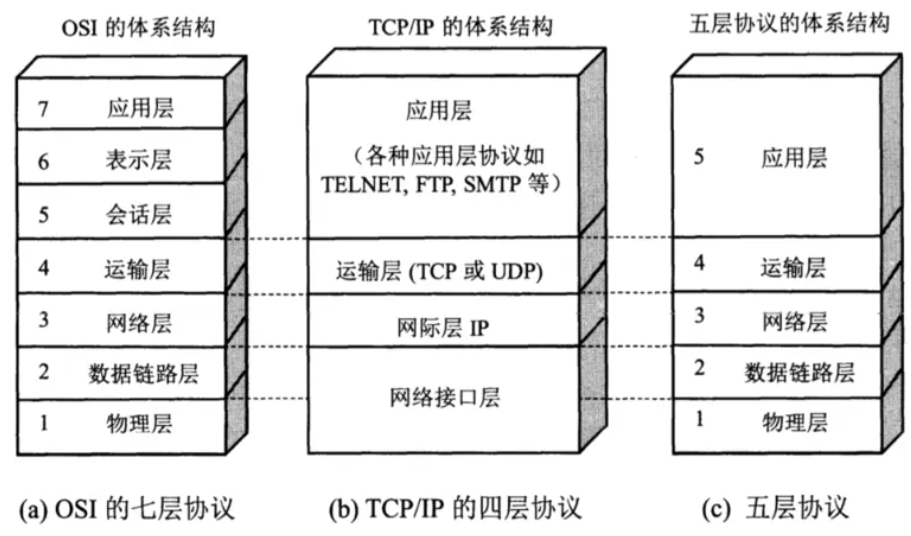 OSI 的体系结构
7 应用层
6 表示层
5 会话层
4 运输层
3 网络层
2 数据链路层
1 物理层
(a) OSI 的七层协议
TCP/IP 的体系结构
应用层
（各种应用层协议如
TELNET, FTP, SMTP 等）
运输层 (TCP 或 UDP)
网际层 IP
网络接口层
(b) TCP/IP 的四层协议
五层协议的体系结构
5 应用层
4 运输层
3 网络层
2 数据链路层
1 物理层
(c) 五层协议